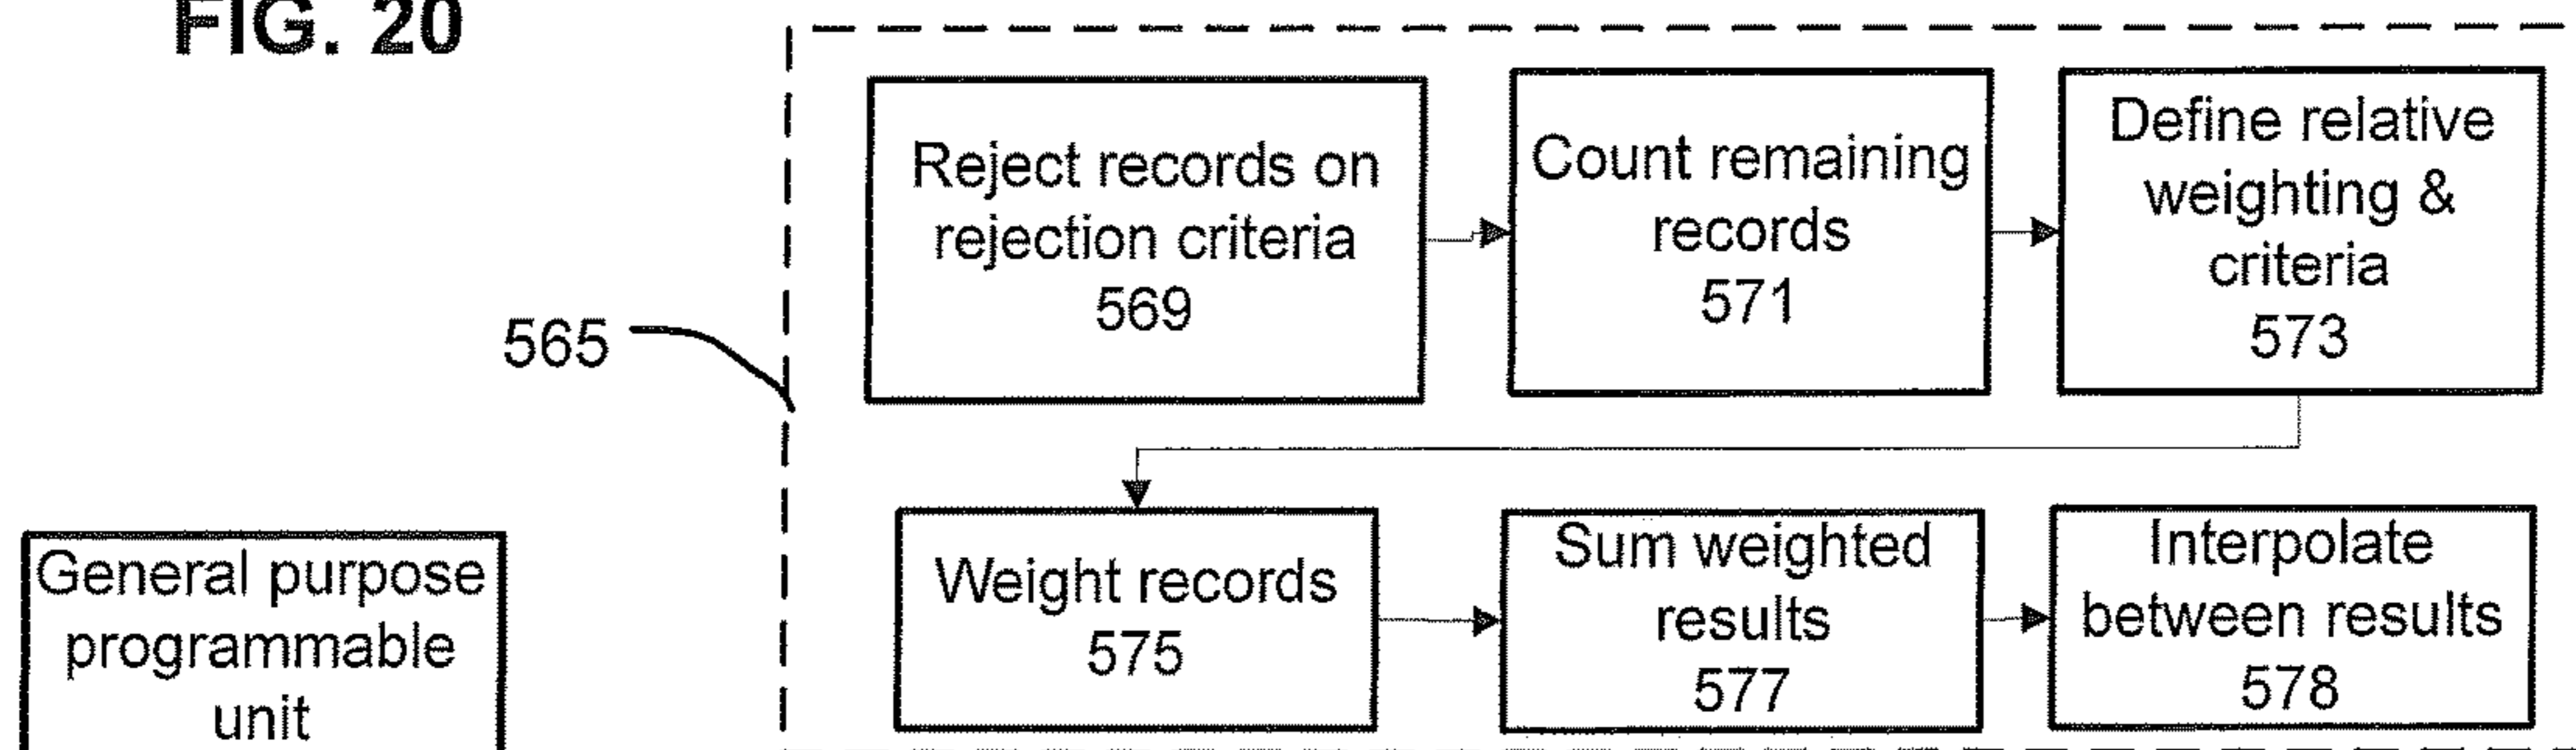 FIG. 20
Reject records on
rejection criteria
569
Count remaining
records
571
Define relative
weighting &
criteria
573
565
Weight records
575
Sum weighted
results
577
Interpolate
between results
578
General purpose
programmable
unit